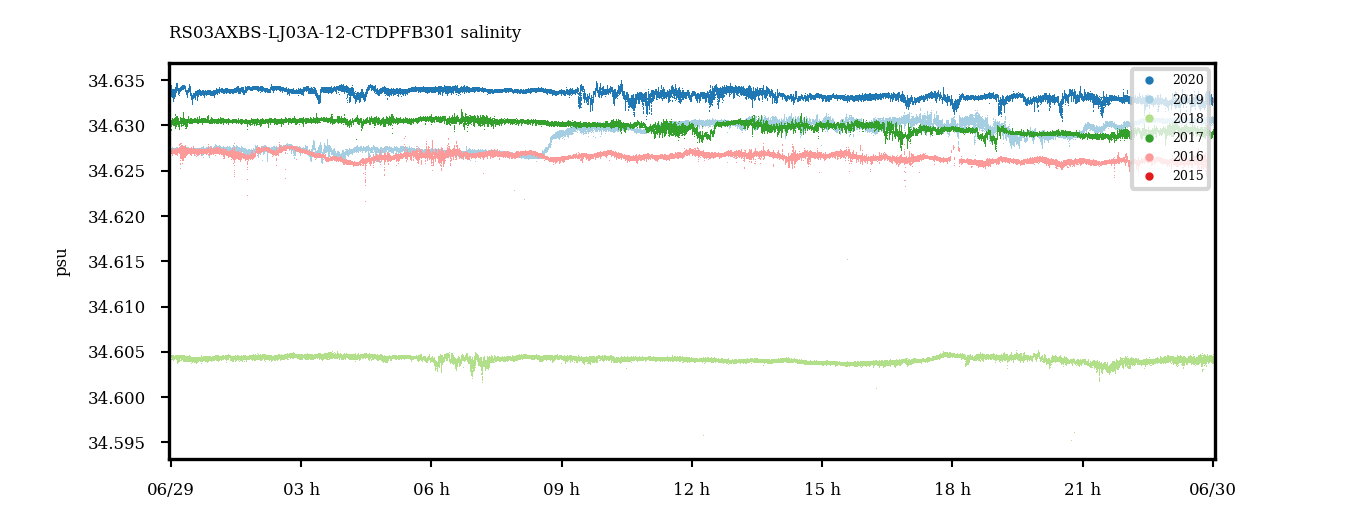 RS03AXBS-LJ03A-12-CTDPFB301 salinity
34.635
34.630
34.625
34.620
34.615
34.610
34.605
34.600
34.595
psu
06/29
03 h
06 h
09 h
12 h
15 h
18 h
21 h
06/30
2020
2019
2018
2017
2016
2015